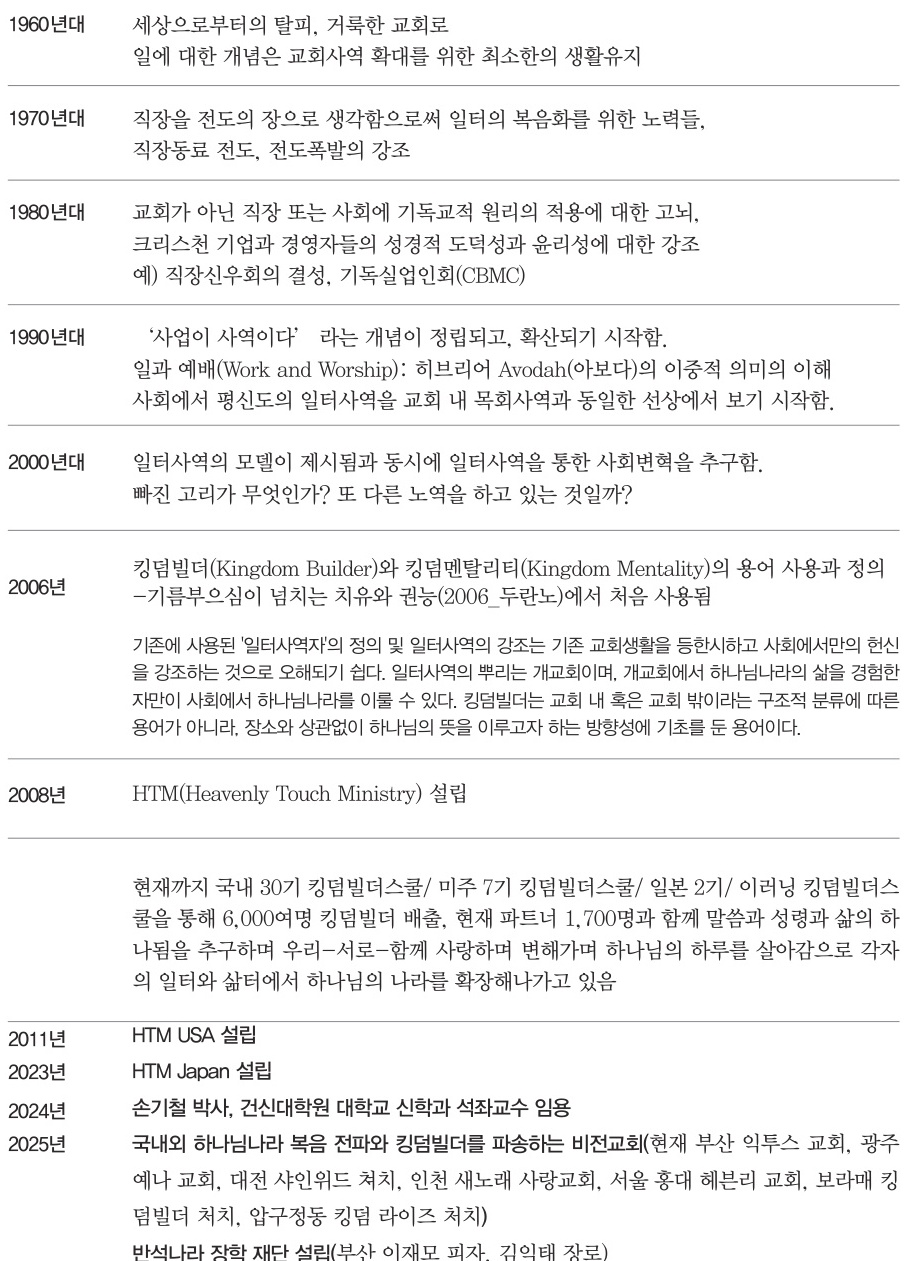 1960년대 세상으로부터의 탈피, 거룩한 교회로
일에 대한 개념은 교회사역 확대를 위한 최소한의 생활유지
1970년대 직장을 전도의 장으로 생각함으로써 일터의 복음화를 위한 노력들,
직장동료 전도, 전도폭발의 강조
1980년대 교회가 아닌 직장 또는 사회에 기독교적 원리의 적용에 대한 고뇌,
크리스천 기업과 경영자들의 성경적 도덕성과 윤리성에 대한 강조
예) 직장신우회의 결성, 기독실업인회(CBMC)
1990년대 ‘사업이 사역이다’ 라는 개념이 정립되고, 확산되기 시작함.
일과 예배(Work and Worship): 히브리어 Avodah(아보다)의 이중적 의미의 이해
사회에서 평신도의 일터사역을 교회 내 목회사역과 동일한 선상에서 보기 시작함.
2000년대 일터사역의 모델이 제시됨과 동시에 일터사역을 통한 사회변혁을 추구함.
빠진 고리가 무엇인가? 또 다른 노역을 하고 있는 것일까?
2006년 킹덤빌더(Kingdom Builder)와 킹덤멘탈리티(Kingdom Mentality)의 용어 사용과 정의
-기름부으심이 넘치는 치유와 권능(2006_두란노)에서 처음 사용됨
기존에 사용된 '일터사역자'의 정의 및 일터사역의 강조는 기존 교회생활을 등한시하고 사회에서만의 헌신
을 강조하는 것으로 오해되기 쉽다. 일터사역의 뿌리는 개교회이며, 개교회에서 하나님나라의 삶을 경험한
자만이 사회에서 하나님나라를 이룰 수 있다. 킹덤빌더는 교회 내 혹은 교회 밖이라는 구조적 분류에 따른
용어가 아니라, 장소와 상관없이 하나님의 뜻을 이루고자 하는 방향성에 기초를 둔 용어이다.
2008년 HTM(Heavenly Touch Ministry) 설립
현재까지 국내 30기 킹덤빌더스쿨/ 미주 7기 킹덤빌더스쿨/ 일본 2기/ 이러닝 킹덤빌더스
쿨을 통해 6,000여명 킹덤빌더 배출, 현재 파트너 1,700명과 함께 말씀과 성령과 삶의 하
나됨을 추구하며 우리-서로-함께 사랑하며 변해가며 하나님의 하루를 살아감으로 각자
의 일터와 삶터에서 하나님의 나라를 확장해나가고 있음
2011년 HTM USA 설립
2023년 HTM Japan 설립
2024년 손기철 박사, 건신대학원 대학교 신학과 석좌교수 임용
2025년 국내외 하나님나라 복음 전파와 킹덤빌더를 파송하는 비전교회(현재 부산 익투스 교회, 광주
예나 교회, 대전 샤인위드 쳐치, 인천 새노래 사랑교회, 서울 홍대 헤븐리 교회, 보라매 킹
덤빌더 처치, 압구정동 킹덤 라이즈 처치)
반석나라 장학 재단 설립(부산 이재모 피자, 김익태 장로)